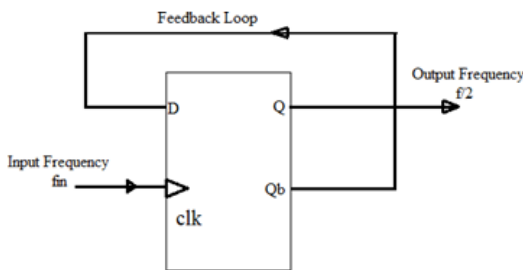 Feedback Loop
Output Frequency
f/2
D
Q
Input Frequency
fin
Qb
clk